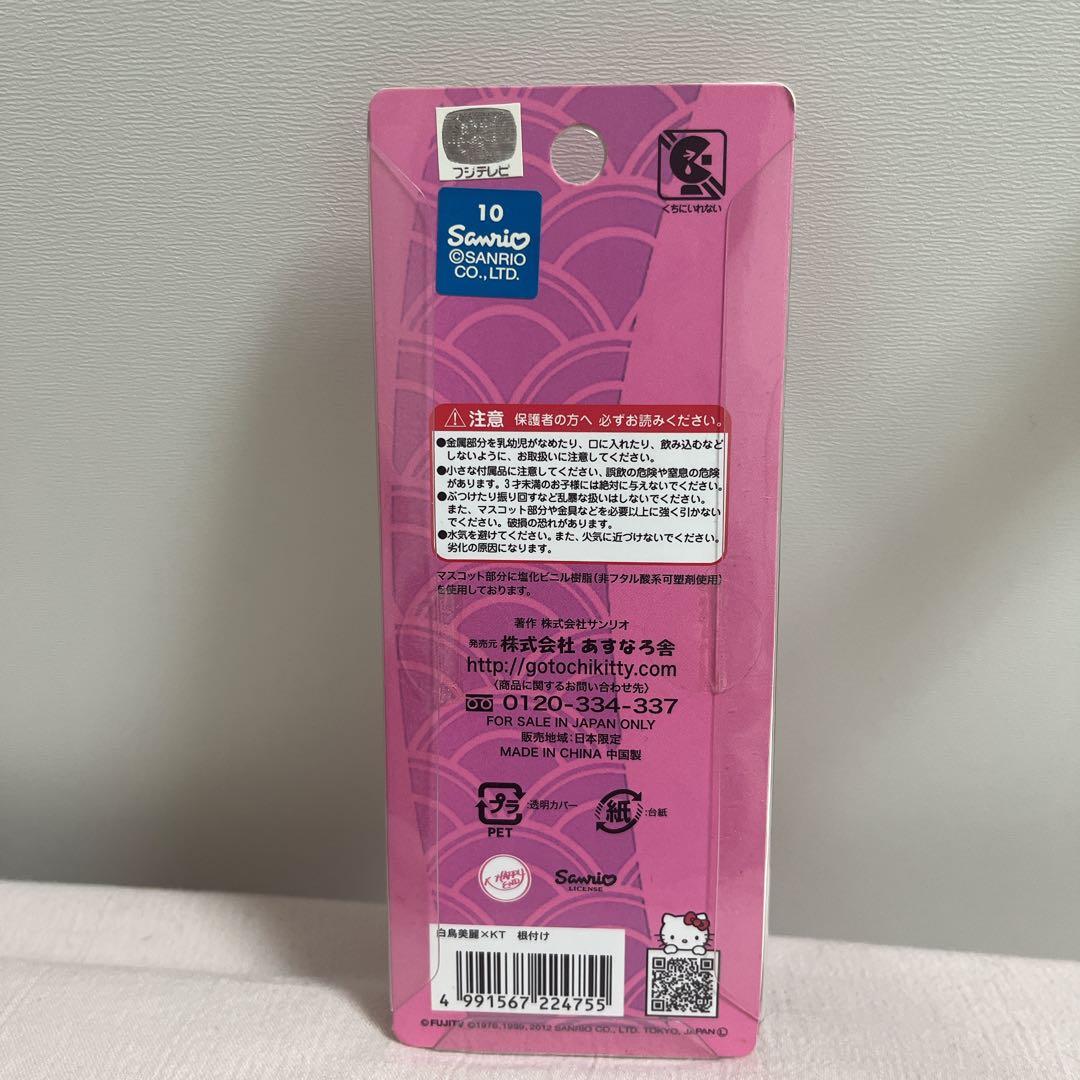 フジテレビ
10
Sanrio
©SANRIO
CO.,LTD.
くちにいれない
注意 保護者の方へ 必ずお読みください。
●金属部分を乳幼児がなめたり、口に入れたり、飲み込むなど
しないように、お取扱いに注意してください。
●小さな付属品に注意してください、誤飲の危険や窒息の危険
があります。3才未満のお子様には絶対に与えないでください。
●ぶつけたり振り回すなど乱暴な扱いはしないでください。
また、マスコット部分や金具などを必要以上に強く引かない
でください。破損の恐れがあります。
●水気を避けてください。また、火気に近づけないでください。
劣化の原因になります。
マスコット部分に塩化ビニル樹脂(非フタル酸系可塑剤使用)
を使用しております。
著作 株式会社サンリオ
発売元 株式会社 あすなろ舎
http://gotochikitty.com
〈商品に関するお問い合わせ先〉
0120-334-337
FOR SALE IN JAPAN ONLY
販売地域:日本限定
MADE IN CHINA 中国製
プラ :透明カバー
PET
紙 :台紙
HAPPY
END
Sanrio
LICENSE
白鳥美麗×KT 根付け
4 991567 224755
©FUJITV ©1976,1999,2012 SANRIO CO., LTD. TOKYO, JAPAN Ⓛ